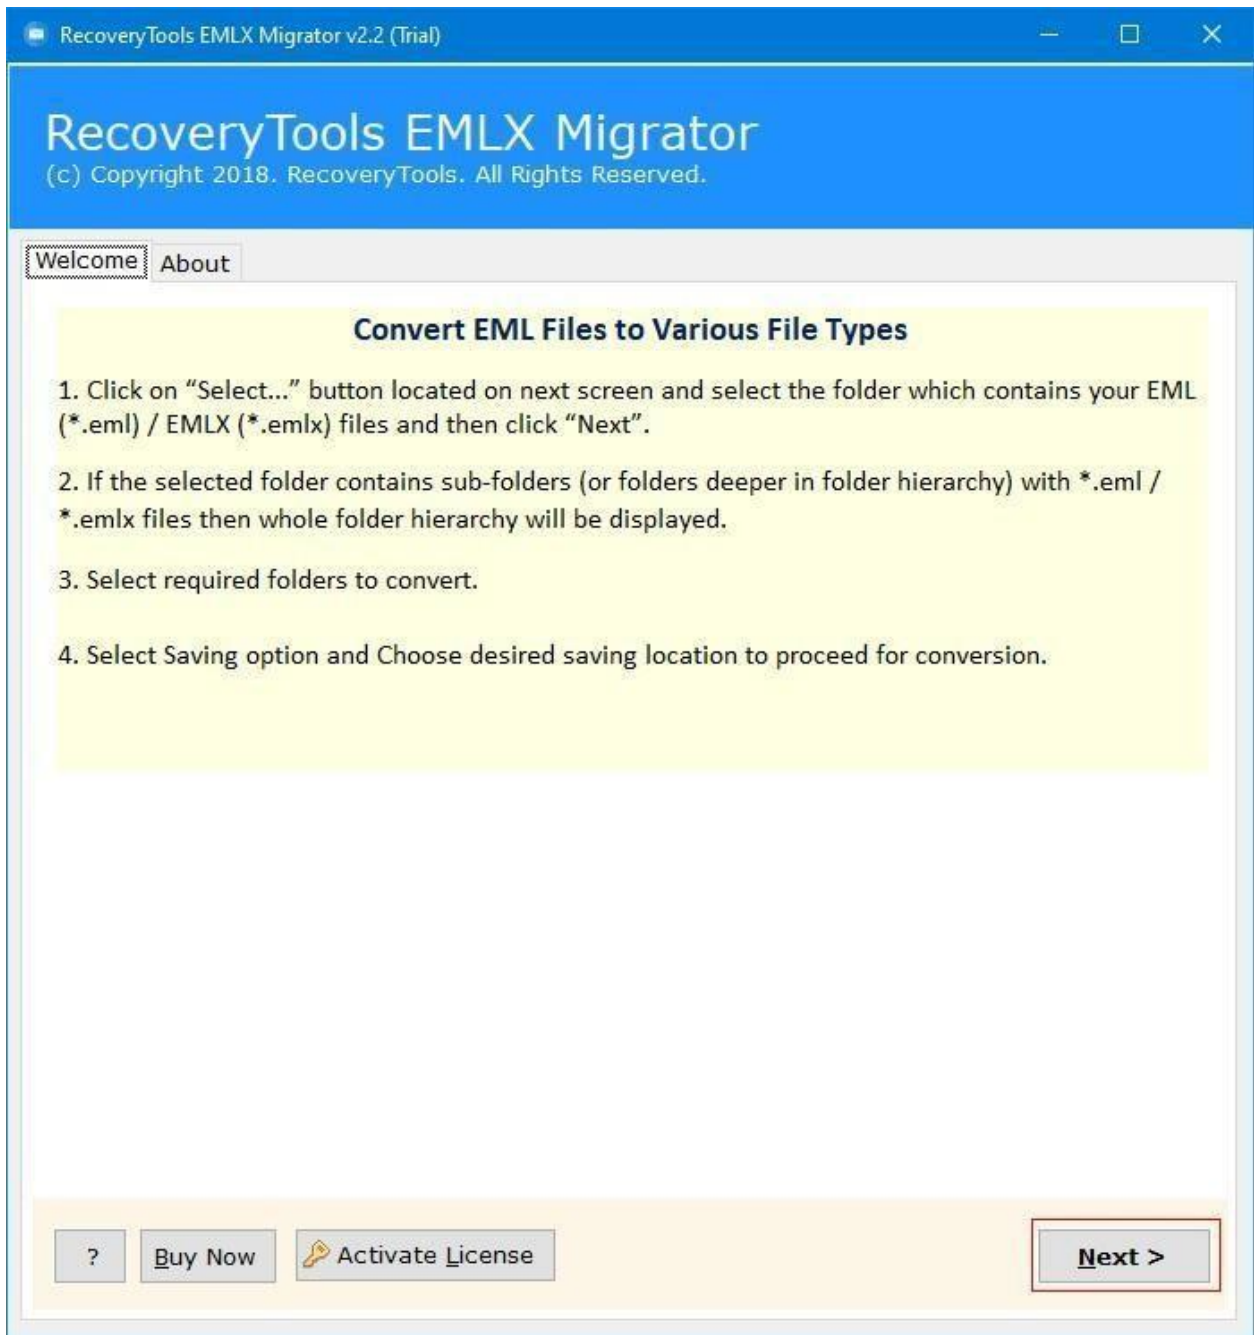 RecoveryTools EMLX Migrator v2.2 (Trial)
RecoveryTools EMLX Migrator
(c) Copyright 2018. RecoveryTools. All Rights Reserved.
Welcome About
Convert EML Files to Various File Types
1. Click on “Select...” button located on next screen and select the folder which contains your EML
(*.eml) / EMLX (*.emlx) files and then click “Next”.
2. If the selected folder contains sub-folders (or folders deeper in folder hierarchy) with *.eml /
*.emlx files then whole folder hierarchy will be displayed.
3. Select required folders to convert.
4. Select Saving option and Choose desired saving location to proceed for conversion.
? Buy Now Activate License Next >